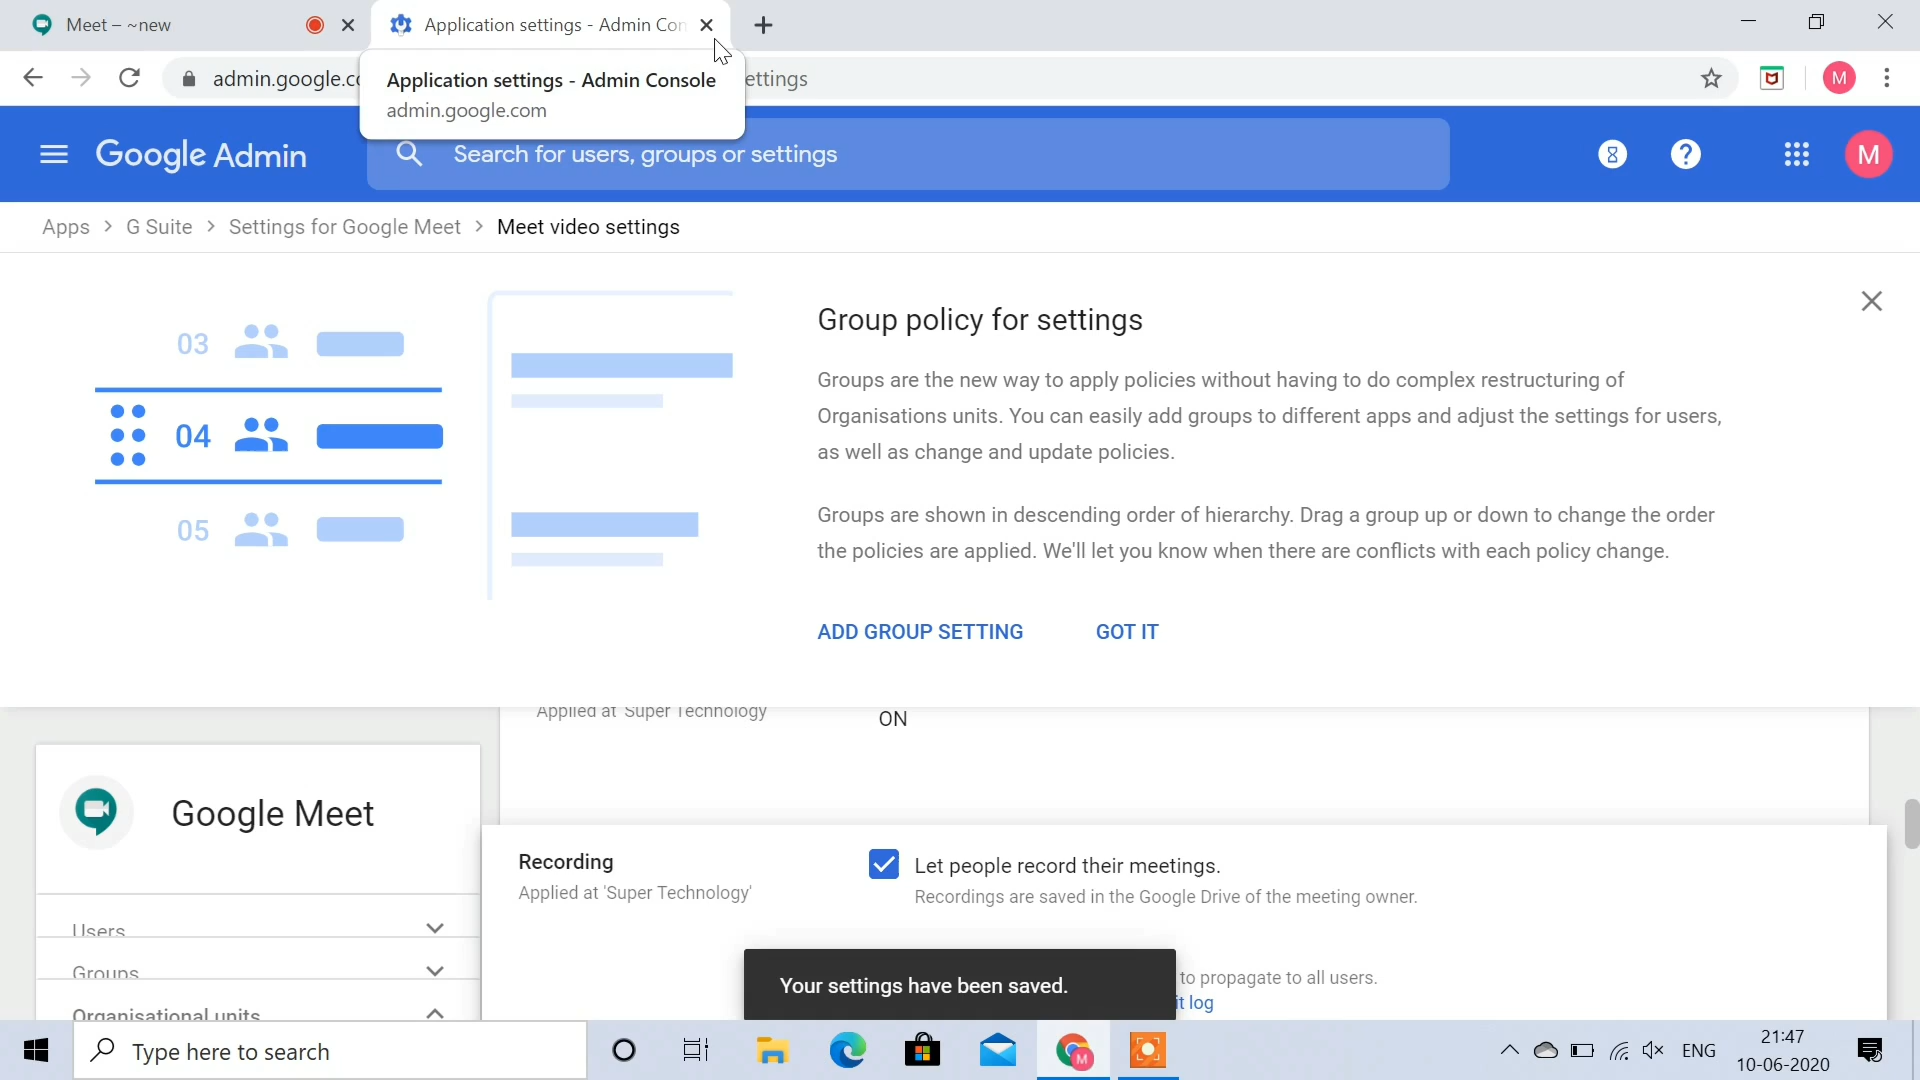 Meet – ~new
Application settings - Admin Con
admin.google.co
ettings
Application settings - Admin Console
admin.google.com
Google Admin
Search for users, groups or settings
M
M
Apps > G Suite > Settings for Google Meet > Meet video settings
03
04
05
Group policy for settings
Groups are the new way to apply policies without having to do complex restructuring of
Organisations units. You can easily add groups to different apps and adjust the settings for users,
as well as change and update policies.
Groups are shown in descending order of hierarchy. Drag a group up or down to change the order
the policies are applied. We'll let you know when there are conflicts with each policy change.
ADD GROUP SETTING
GOT IT
Applied at 'Super Technology'
ON
Google Meet
Users
Groups
Organisational units
Recording
Applied at 'Super Technology'
Let people record their meetings.
Recordings are saved in the Google Drive of the meeting owner.
to propagate to all users.
it log
Your settings have been saved.
Type here to search
M
ENG
21:47
10-06-2020